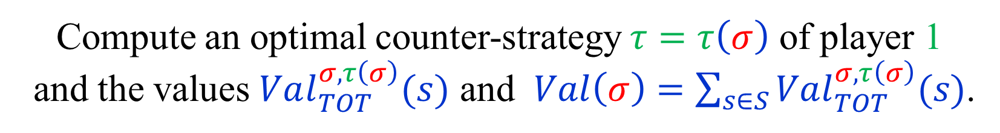 Compute an optimal counter-strategy τ = τ(σ) of player 1
and the values Val_{TOT}^{σ,τ(σ)}(s) and Val(σ) = ∑_{s∈S} Val_{TOT}^{σ,τ(σ)}(s).